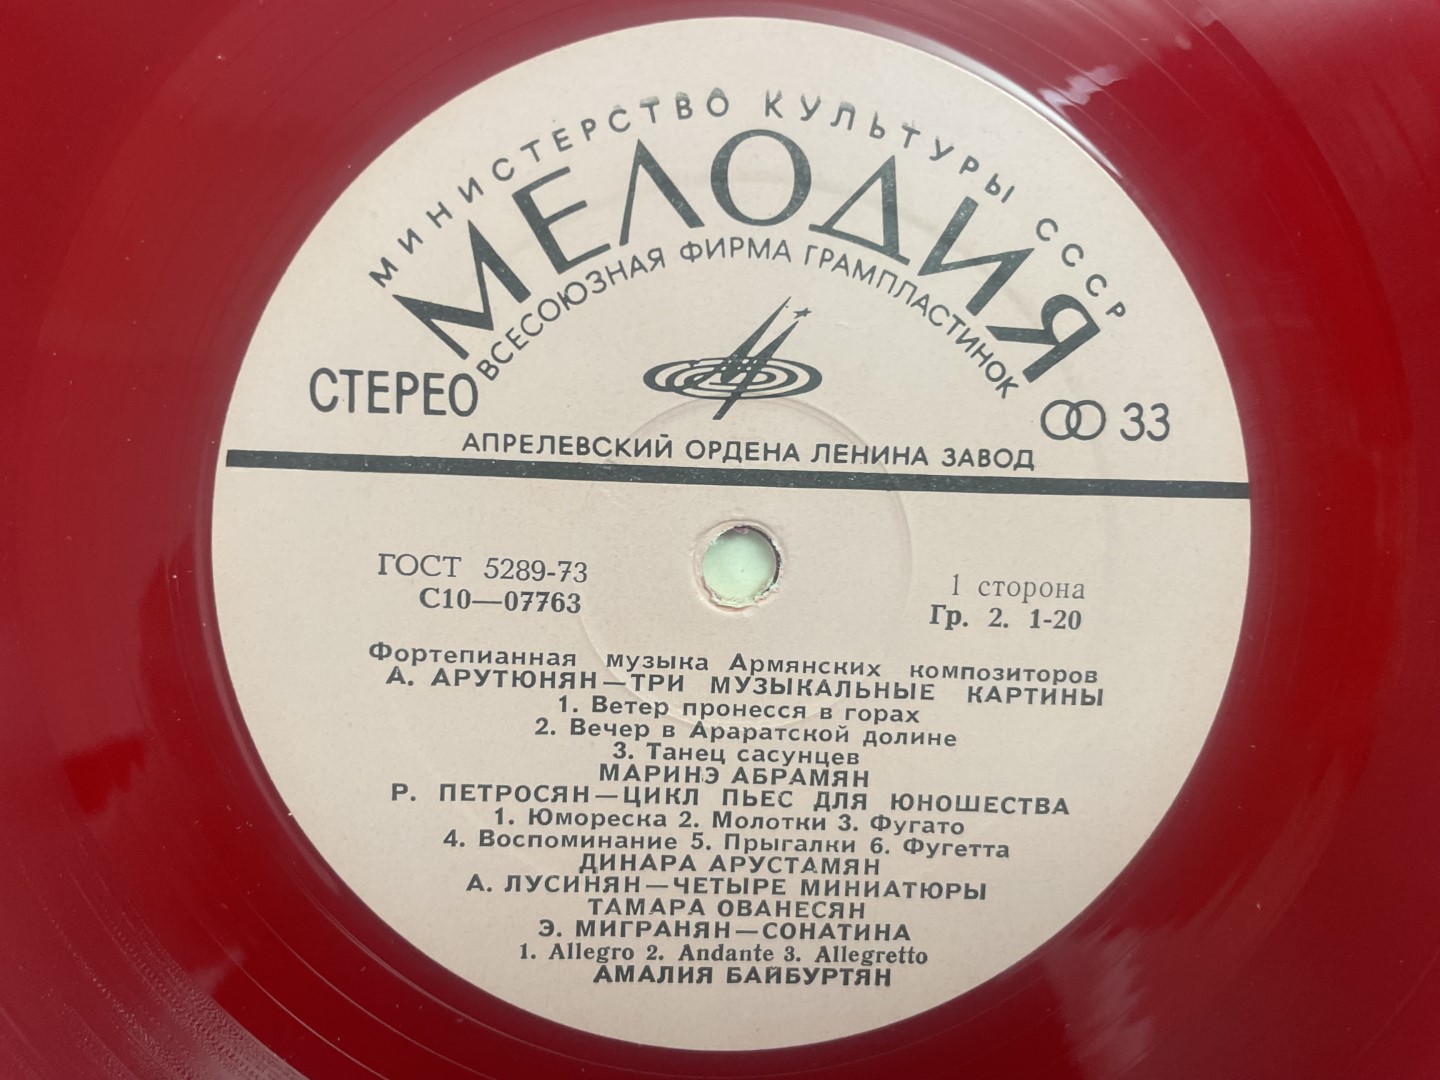 МИНИСТЕРСТВО КУЛЬТУРЫ СССР
МЕЛОДИЯ
ВСЕСОЮЗНАЯ ФИРМА ГРАМПЛАСТИНОК
СТЕРЕО
33
АПРЕЛЕВСКИЙ ОРДЕНА ЛЕНИНА ЗАВОД
ГОСТ 5289-73
С10—07763
1 сторона
Гр. 2. 1-20
Фортепианная музыка Армянских композиторов
А. АРУТЮНЯН—ТРИ МУЗЫКАЛЬНЫЕ КАРТИНЫ
1. Ветер пронесся в горах
2. Вечер в Араратской долине
3. Танец сасунцев
МАРИНЭ АБРАМЯН
Р. ПЕТРОСЯН—ЦИКЛ ПЬЕС ДЛЯ ЮНОШЕСТВА
1. Юмореска 2. Молотки 3. Фугато
4. Воспоминание 5. Прыгалки 6. Фугетта
ДИНАРА АРУСТАМЯН
А. ЛУСИНЯН—ЧЕТЫРЕ МИНИАТЮРЫ
ТАМАРА ОВАНЕСЯН
Э. МИГРАНЯН—СОНАТИНА
1. Allegro 2. Andante 3. Allegretto
АМАЛИЯ БАЙБУРТЯН